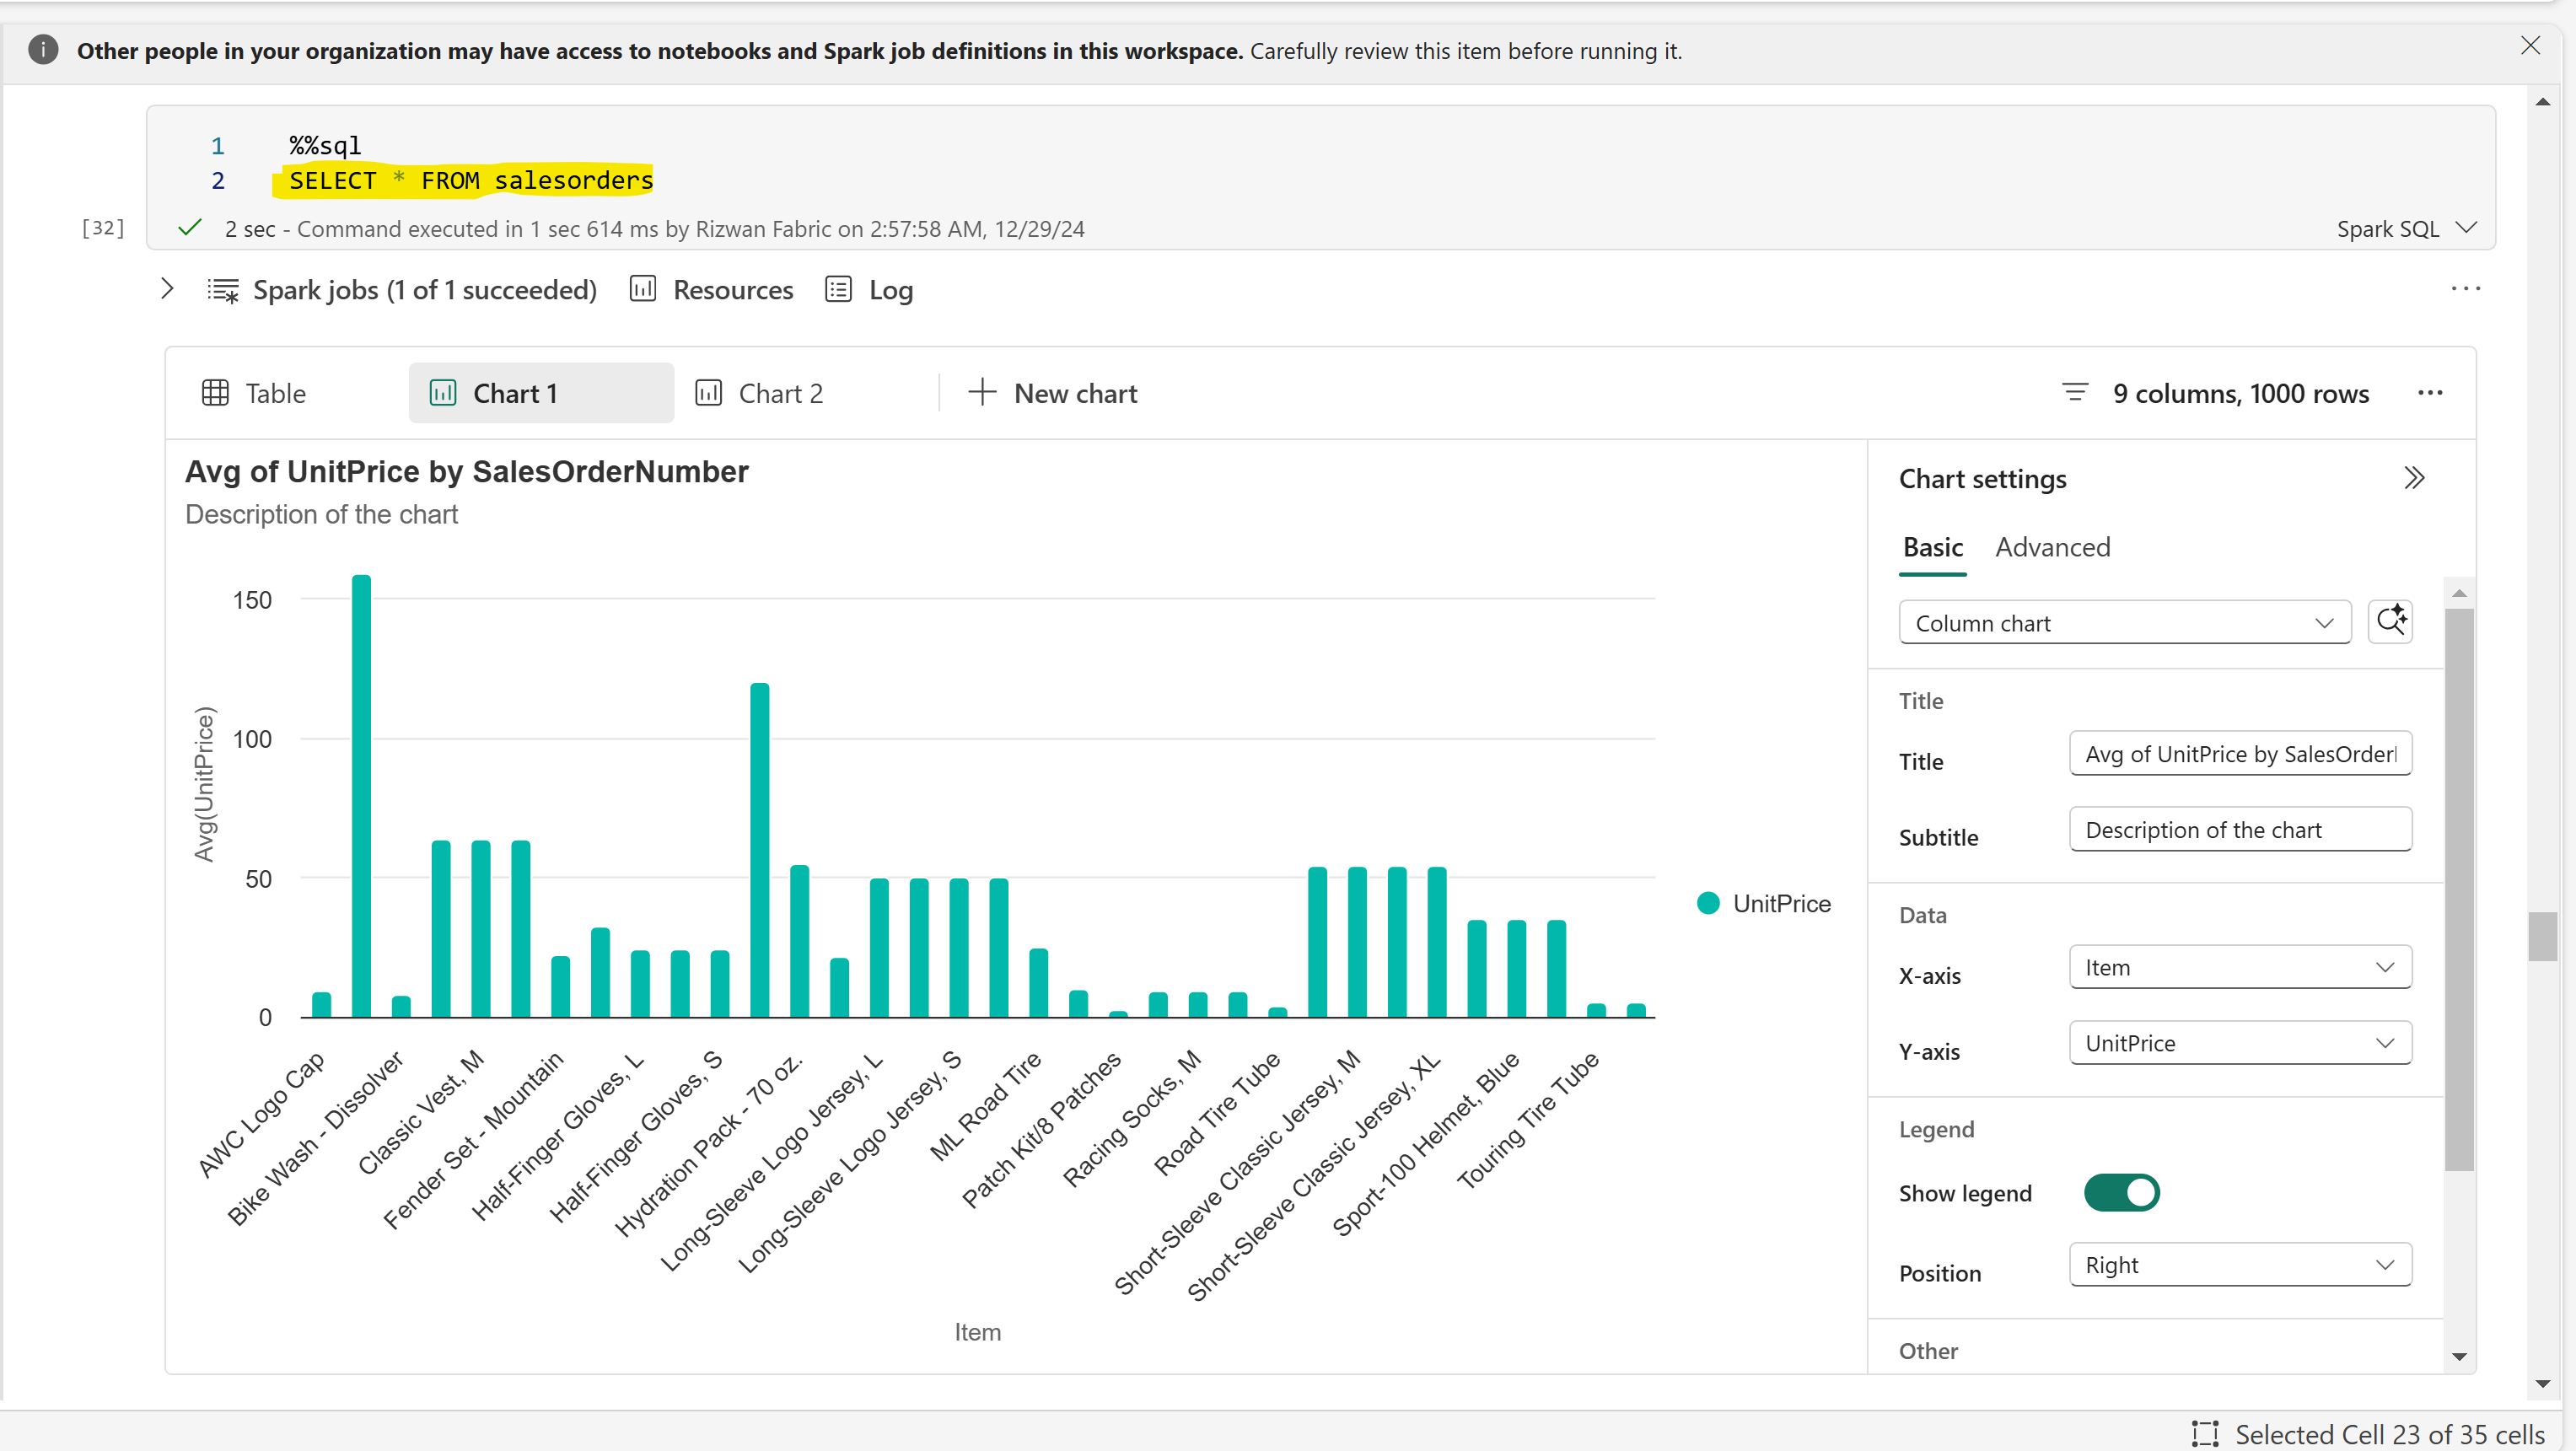 Other people in your organization may have access to notebooks and Spark job definitions in this workspace. Carefully review this item before running it.
1 %%sql
2 SELECT * FROM salesorders
[32] 2 sec - Command executed in 1 sec 614 ms by Rizwan Fabric on 2:57:58 AM, 12/29/24 Spark SQL
Spark jobs (1 of 1 succeeded) Resources Log
Table Chart 1 Chart 2 New chart 9 columns, 1000 rows
Avg of UnitPrice by SalesOrderNumber
Description of the chart
150
100
50
0
Avg(UnitPrice)
AWC Logo Cap
Bike Wash - Dissolver
Classic Vest, M
Fender Set - Mountain
Half-Finger Gloves, L
Half-Finger Gloves, S
Hydration Pack - 70 oz.
Long-Sleeve Logo Jersey, L
Long-Sleeve Logo Jersey, S
ML Road Tire
Patch Kit/8 Patches
Racing Socks, M
Road Tire Tube
Short-Sleeve Classic Jersey, M
Short-Sleeve Classic Jersey, XL
Sport-100 Helmet, Blue
Touring Tire Tube
Item
UnitPrice
Chart settings
Basic Advanced
Column chart
Title
Title Avg of UnitPrice by SalesOrder
Subtitle Description of the chart
Data
X-axis Item
Y-axis UnitPrice
Legend
Show legend
Position Right
Other
Selected Cell 23 of 35 cells